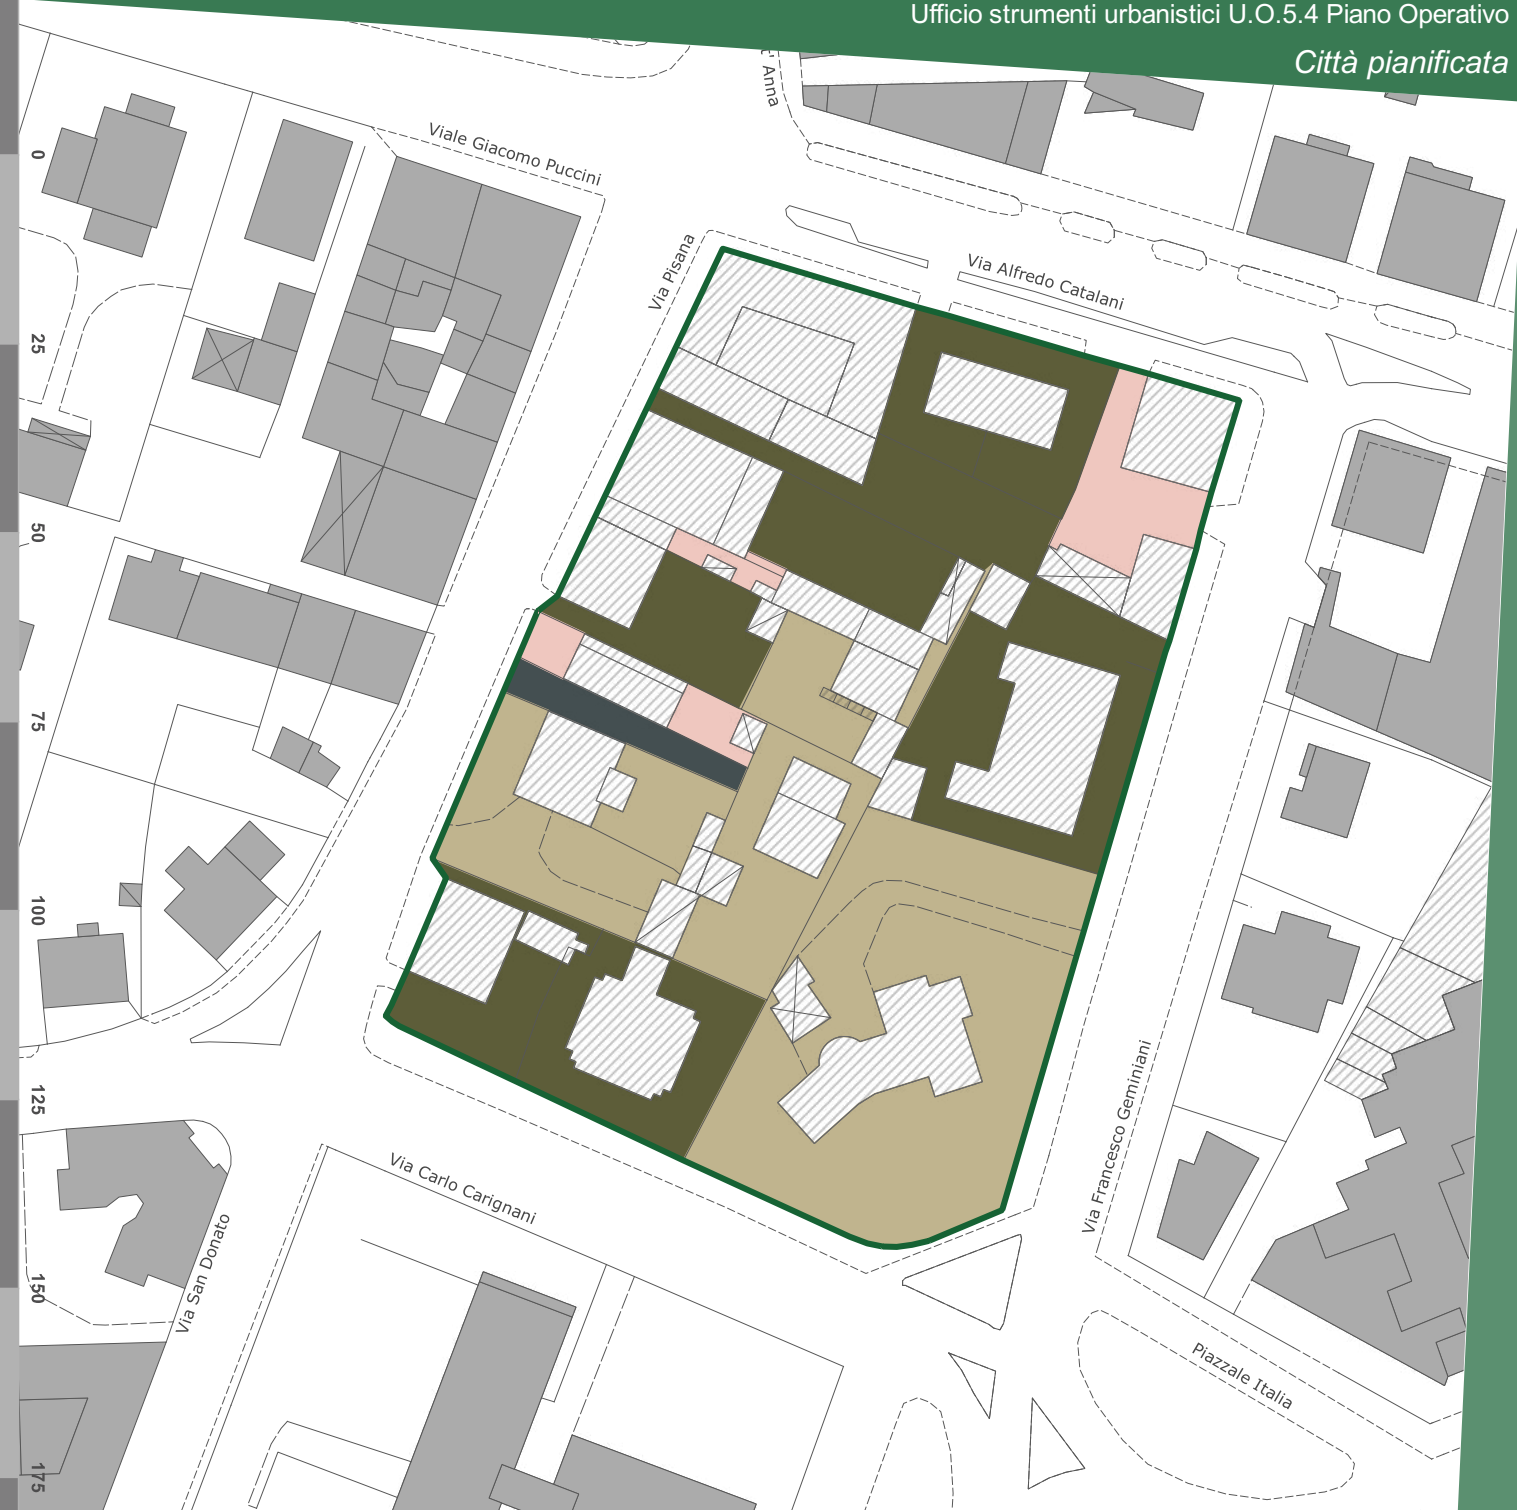 Ufficio strumenti urbanistici U.O.5.4 Piano Operativo
Città pianificata
t' Anna
Viale Giacomo Puccini
Via Pisana
Via Alfredo Catalani
Via Francesco Geminiani
Via Carlo Carignani
Via San Donato
Piazzale Italia
0
25
50
75
100
125
150
175